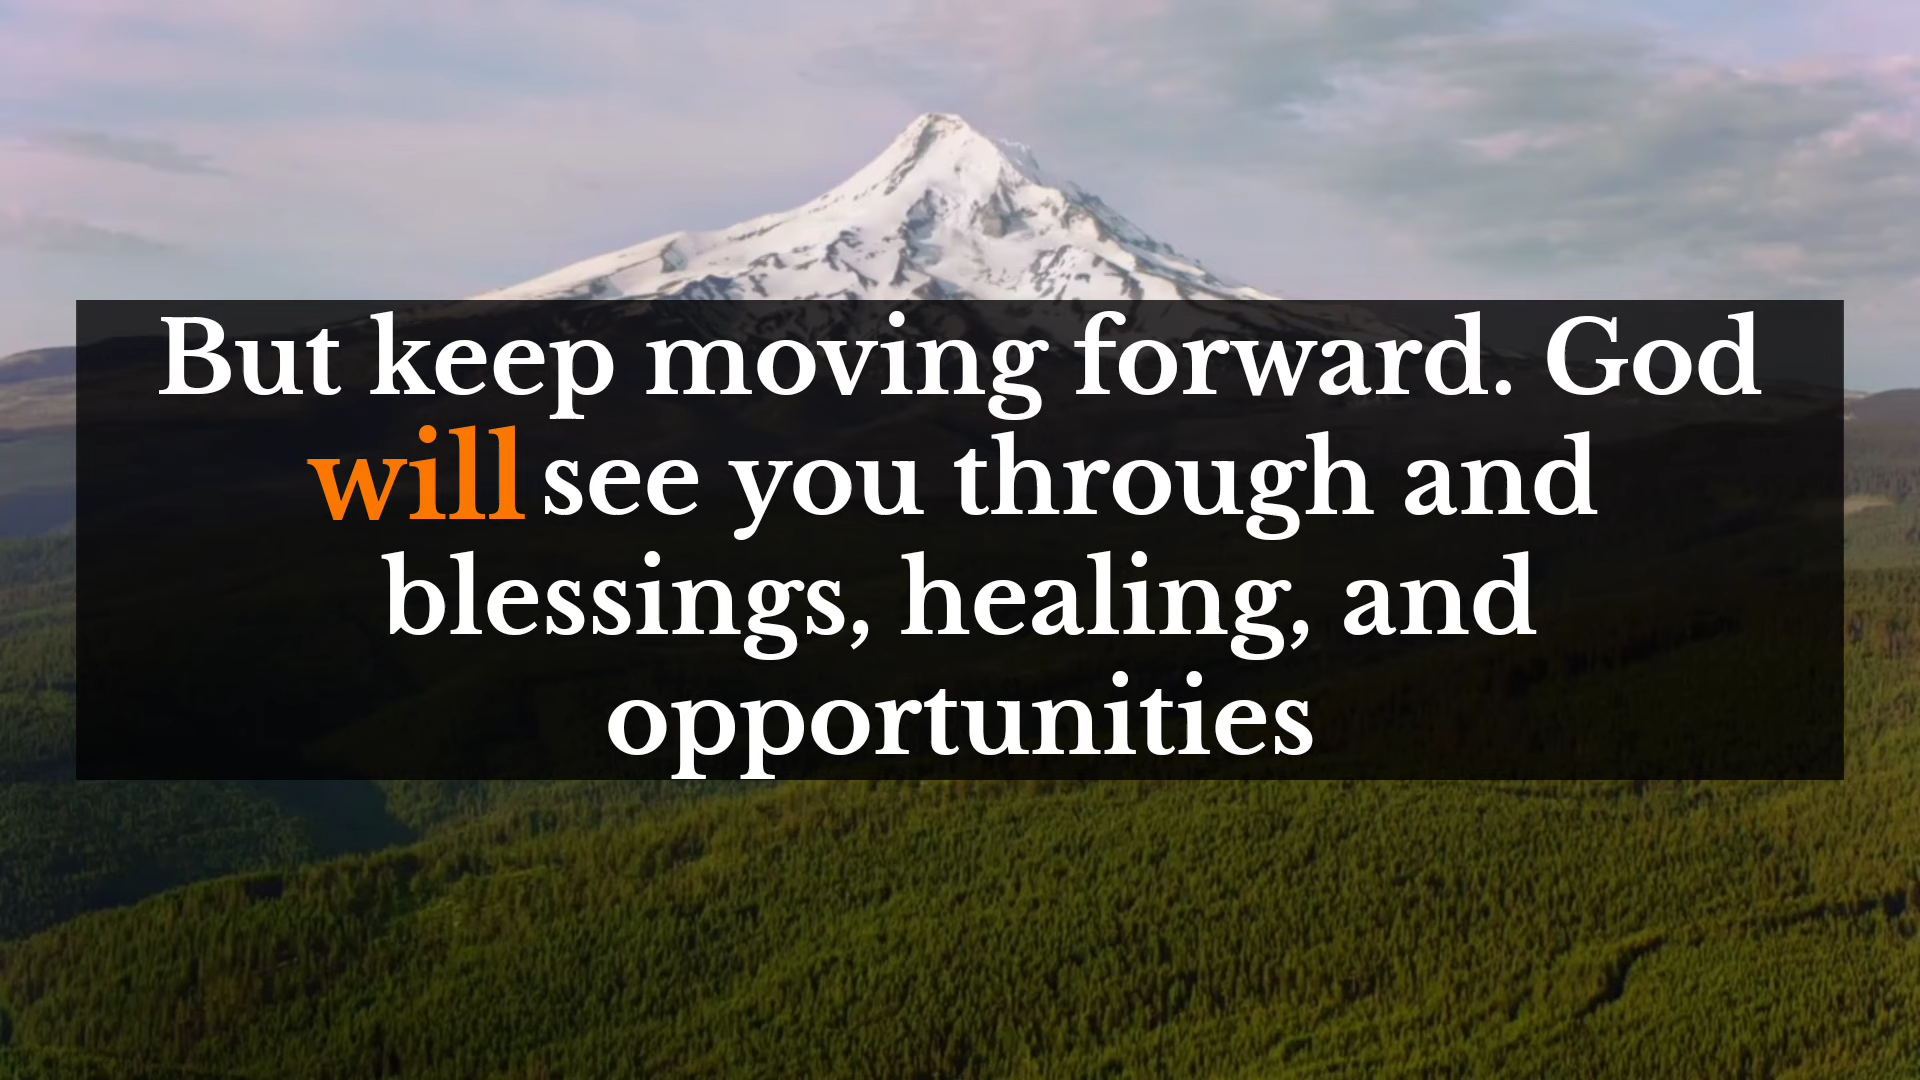 But keep moving forward. God
will see you through and
blessings, healing, and
opportunities